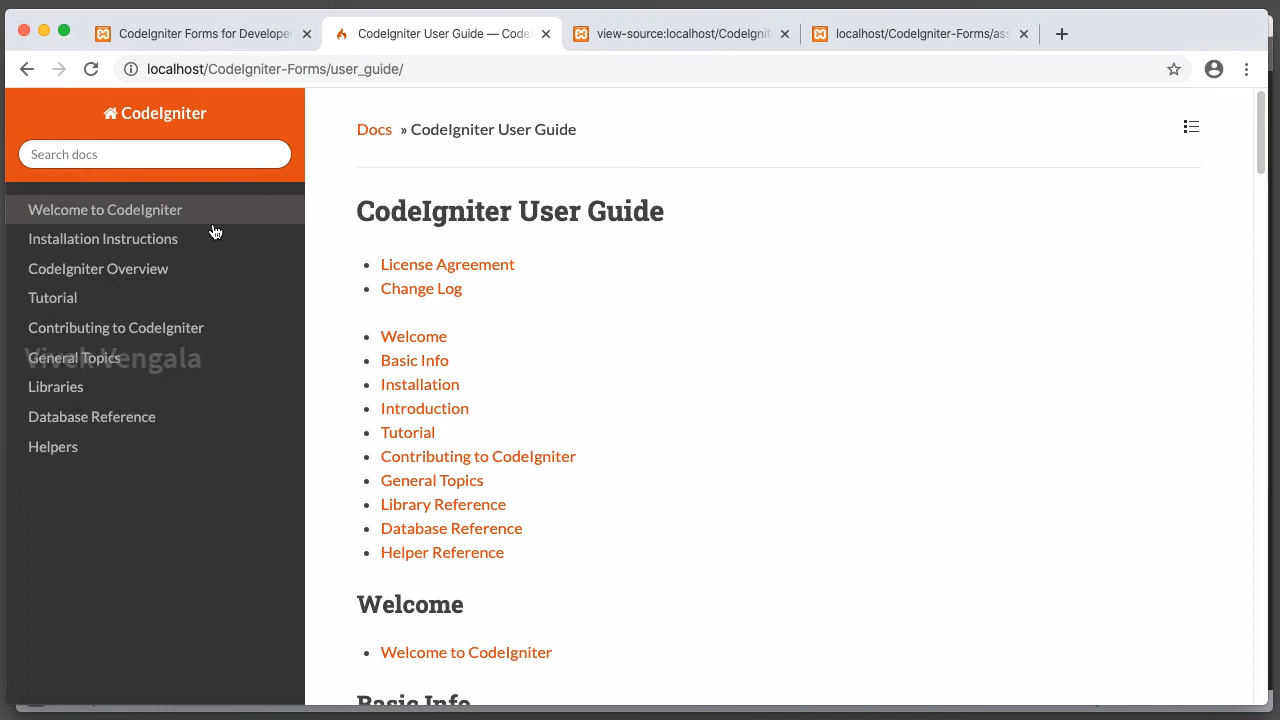 CodeIgniter Forms for Develope
CodeIgniter User Guide — Code
view-source:localhost/CodeIgnit
localhost/CodeIgniter-Forms/as
localhost/CodeIgniter-Forms/user_guide/
CodeIgniter
Search docs
Welcome to CodeIgniter
Installation Instructions
CodeIgniter Overview
Tutorial
Contributing to CodeIgniter
General Topics
Vivek Vengala
Libraries
Database Reference
Helpers
Docs » CodeIgniter User Guide
CodeIgniter User Guide
License Agreement
Change Log
Welcome
Basic Info
Installation
Introduction
Tutorial
Contributing to CodeIgniter
General Topics
Library Reference
Database Reference
Helper Reference
Welcome
Welcome to CodeIgniter
Basic Info